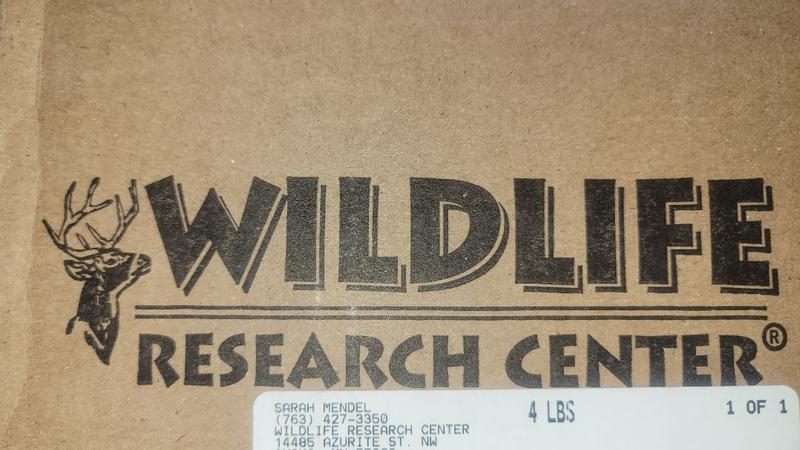 WILDLIFE
RESEARCH CENTER®
SARAH MENDEL
4 LBS
1 OF 1
(763) 427-3350
WILDLIFE RESEARCH CENTER
14485 AZURITE ST. NW